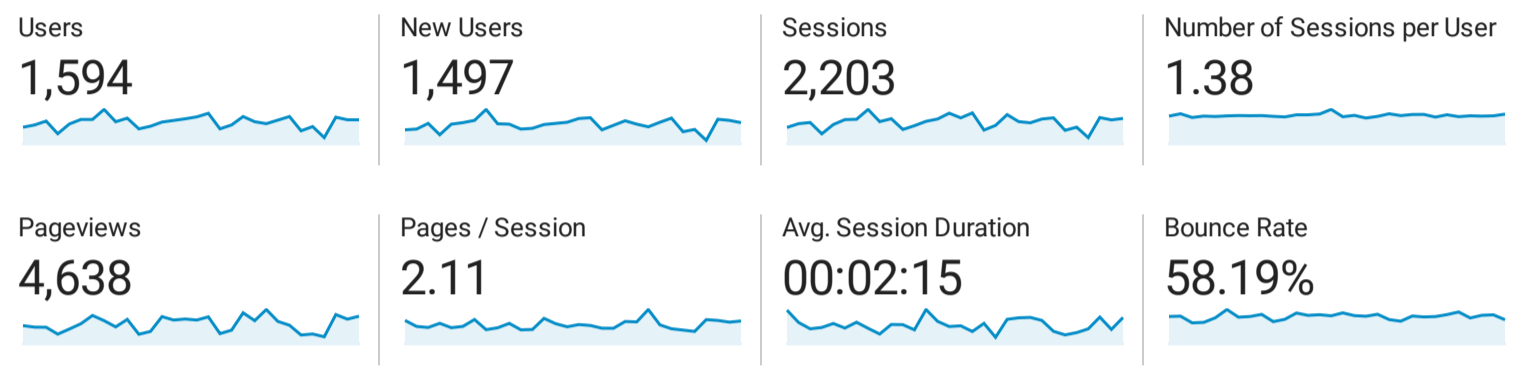 Users
1,594
New Users
1,497
Sessions
2,203
Number of Sessions per User
1.38
Pageviews
4,638
Pages / Session
2.11
Avg. Session Duration
00:02:15
Bounce Rate
58.19%